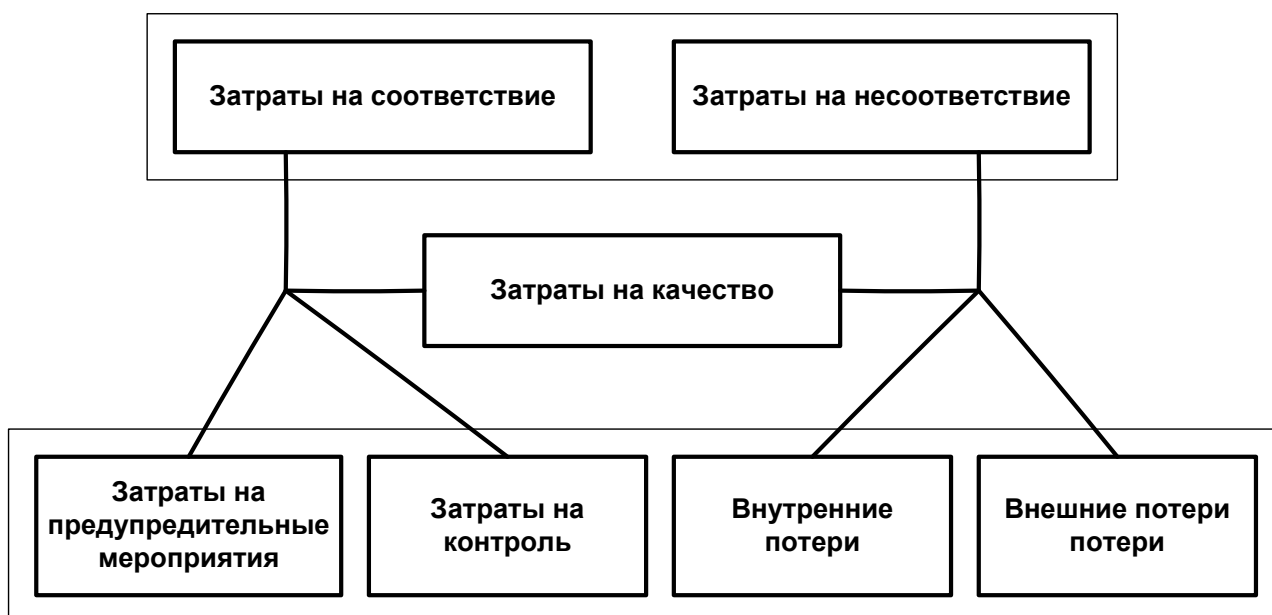 Затраты на соответствие
Затраты на несоответствие
Затраты на качество
Затраты на
предупредительные
мероприятия
Затраты на
контроль
Внутренние
потери
Внешние потери
потери